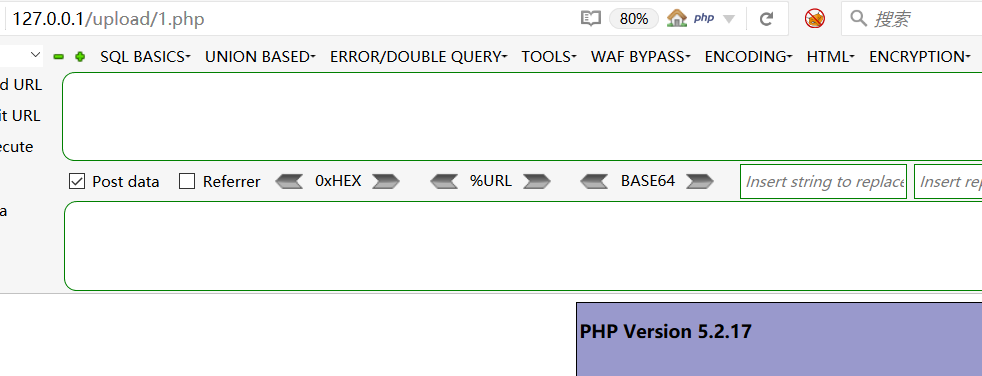 127.0.0.1/upload/1.php 80% php 搜索
SQL BASICS UNION BASED ERROR/DOUBLE QUERY TOOLS WAF BYPASS ENCODING HTML ENCRYPTION
d URL
it URL
ecute
Post data Referrer 0xHEX %URL BASE64 Insert string to replace Insert rep
a
PHP Version 5.2.17